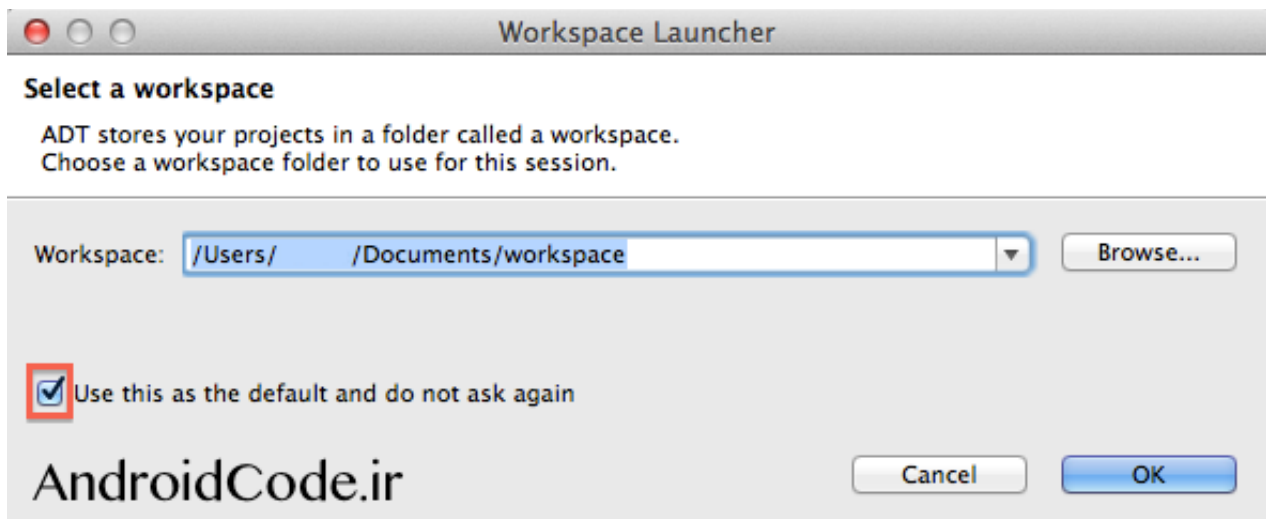 Workspace Launcher
Select a workspace
ADT stores your projects in a folder called a workspace.
Choose a workspace folder to use for this session.
Workspace: /Users/ /Documents/workspace Browse...
Use this as the default and do not ask again
AndroidCode.ir Cancel OK